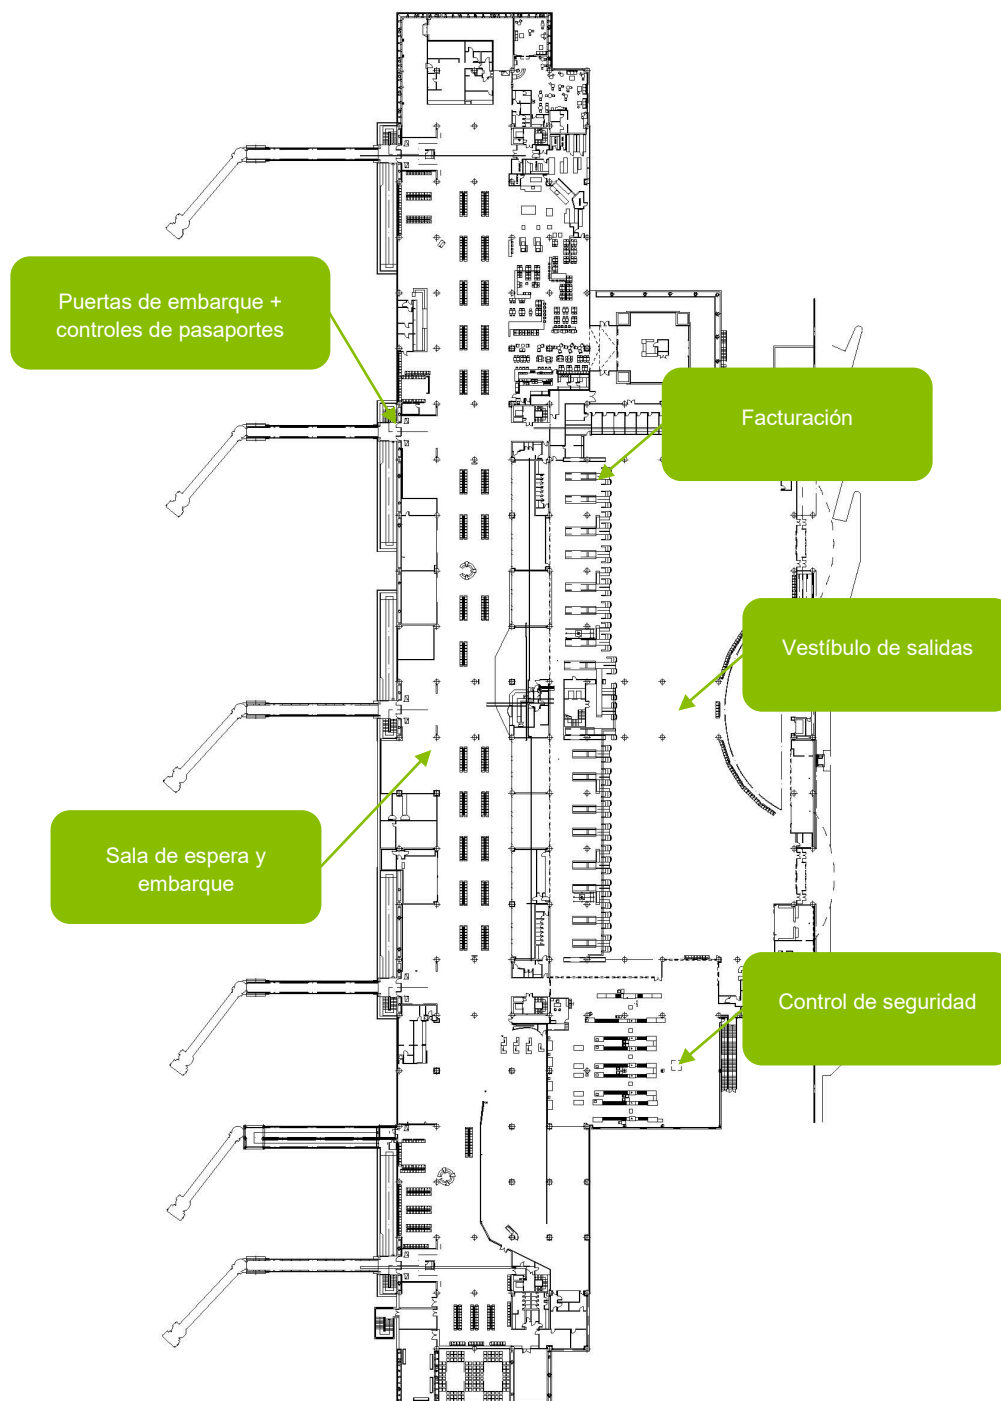 Puertas de embarque +
controles de pasaportes
Facturación
Vestíbulo de salidas
Sala de espera y
embarque
Control de seguridad